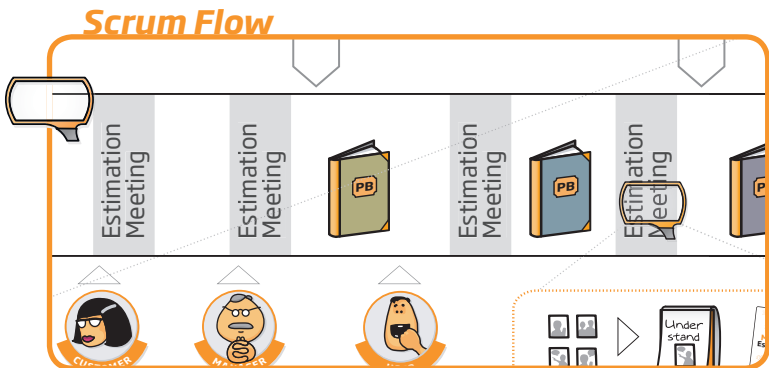 Scrum Flow
Estimation
Meeting
Estimation
Meeting
PB
Estimation
Meeting
PB
Estimation
Meeting
Under
stand